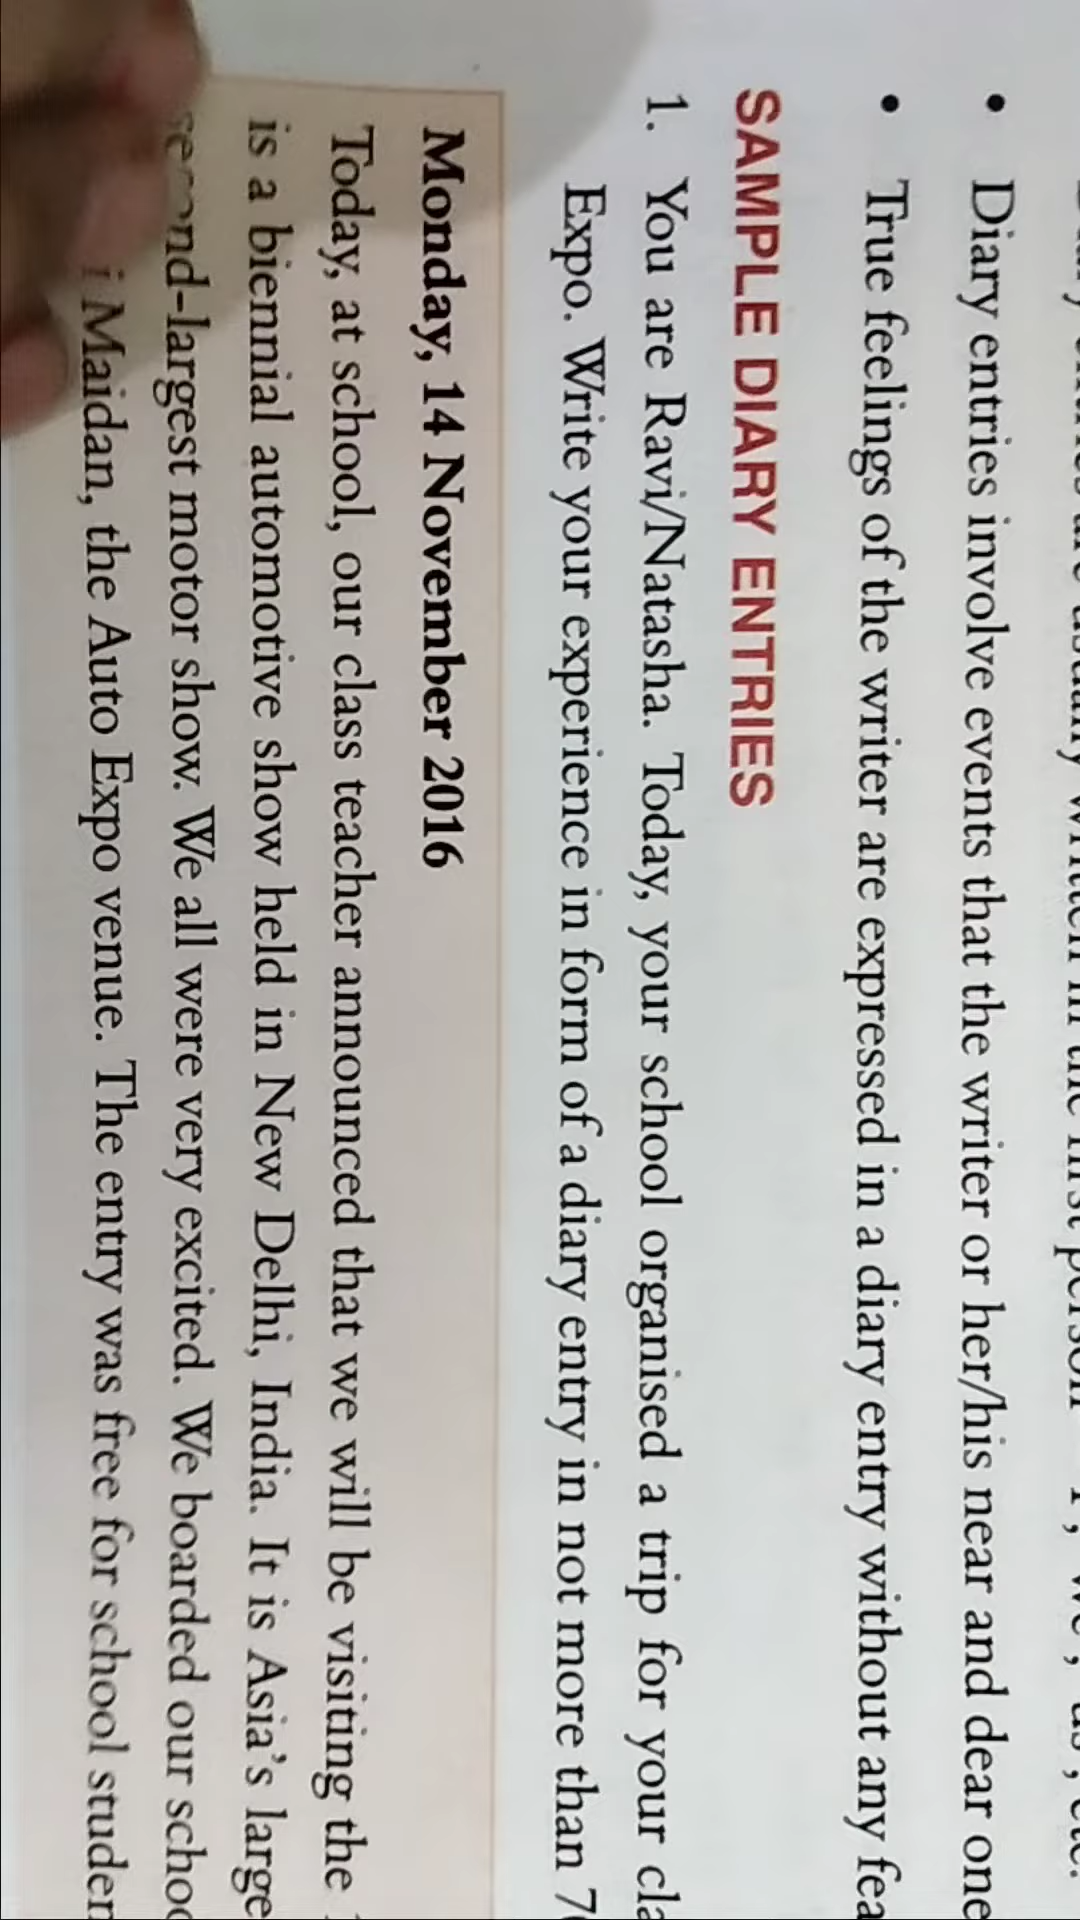 written in the first person
• Diary entries involve events that the writer or her/his near and dear one
• True feelings of the writer are expressed in a diary entry without any
SAMPLE DIARY ENTRIES
1. You are Ravi/Natasha. Today, your school organised a trip for your
Expo. Write your experience in form of a diary entry in not more than
Monday, 14 November 2016
Today, at school, our class teacher announced that we will be visiting the
is a biennial automotive show held in New Delhi, India. It is Asia's large
second-largest motor show. We all were very excited. We boarded our
Maidan, the Auto Expo venue. The entry was free for school